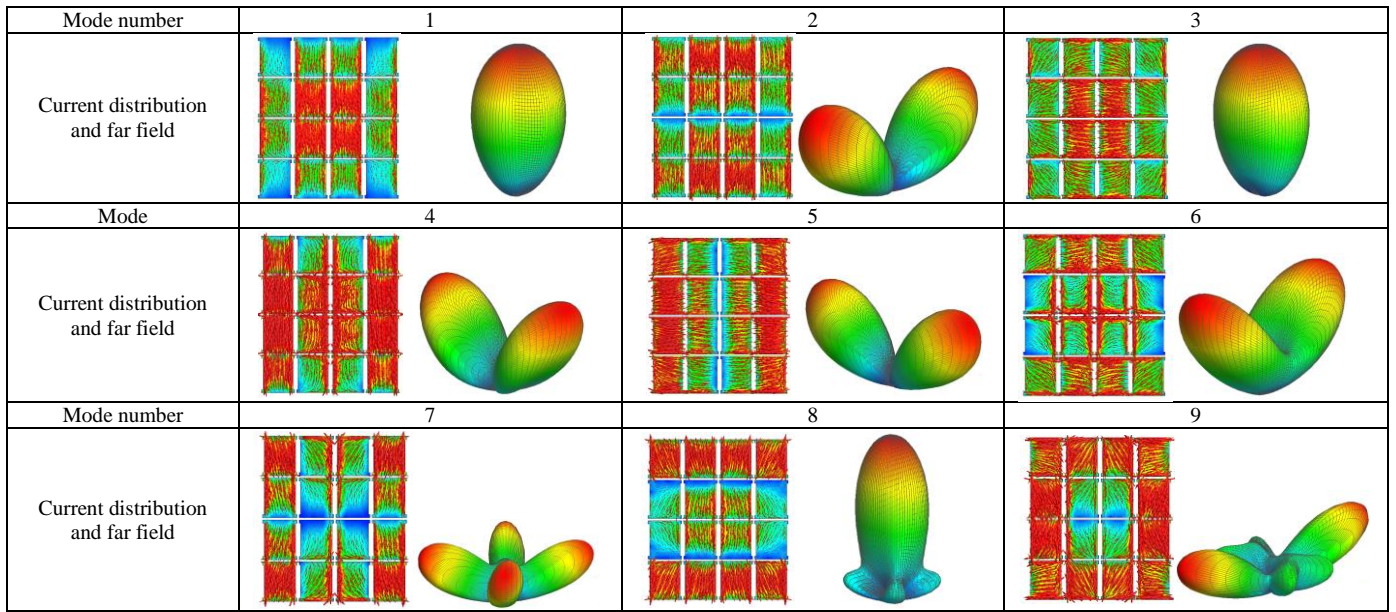 Mode number 1 2 3
Current distribution
and far field
Mode 4 5 6
Current distribution
and far field
Mode number 7 8 9
Current distribution
and far field